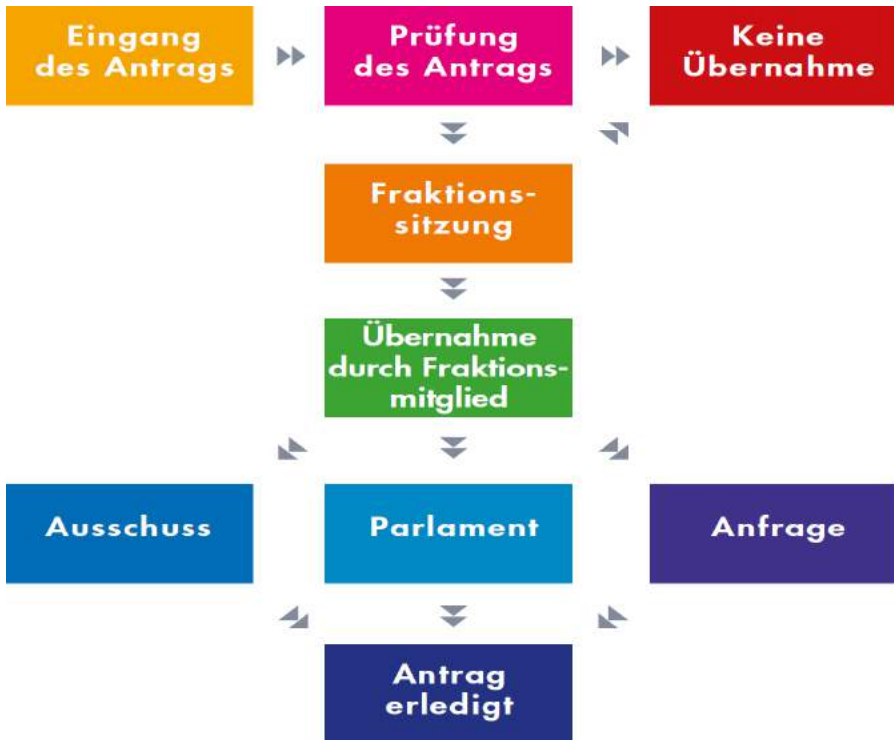 Eingang
des Antrags
Prüfung
des Antrags
Keine
Übernahme
Fraktions-
sitzung
Übernahme
durch Fraktions-
mitglied
Ausschuss
Parlament
Anfrage
Antrag
erledigt